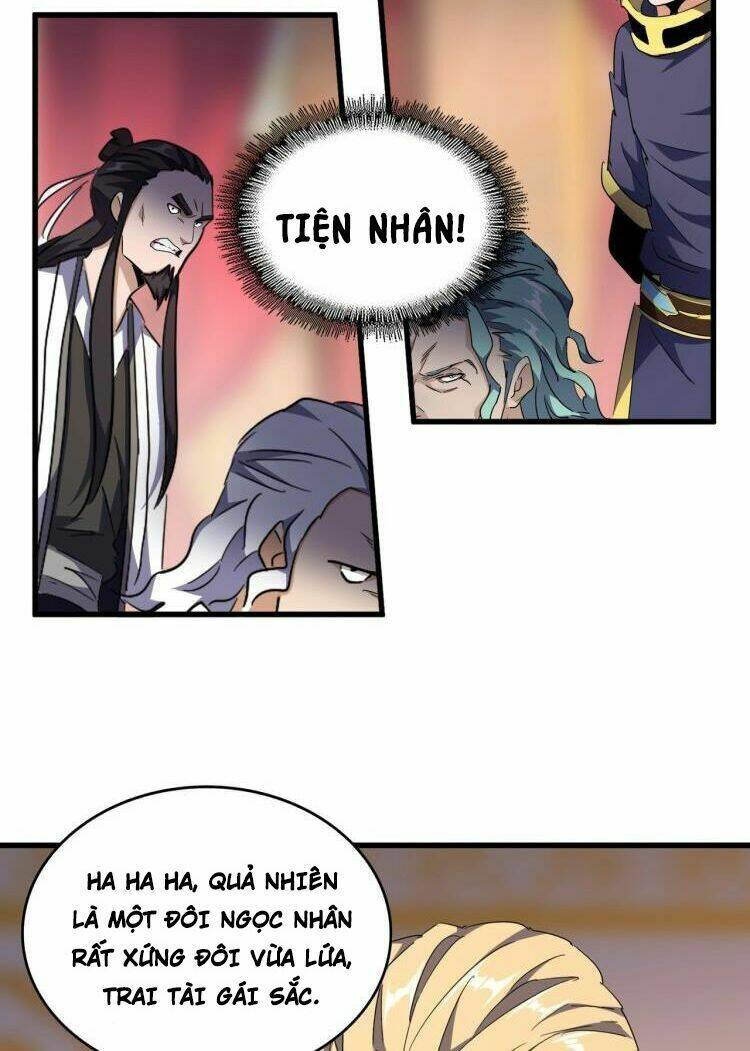 TIỆN NHÂN!
HA HA HA, QUẢ NHIÊN
LÀ MỘT ĐÔI NGỌC NHÂN
RẤT XỨNG ĐÔI VỪA LỨA,
TRAI TÀI GÁI SẮC.